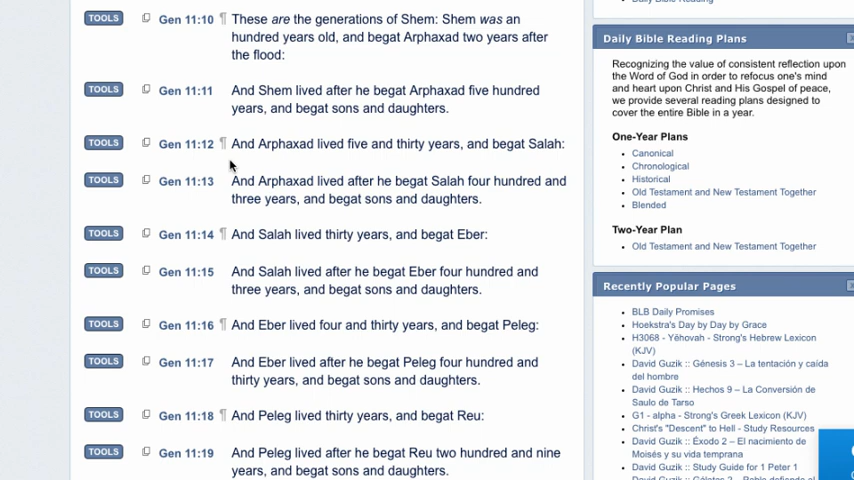 Daily Bible Reading
TOOLS Gen 11:10 ¶ These are the generations of Shem: Shem was an
hundred years old, and begat Arphaxad two years after
the flood:
TOOLS Gen 11:11 And Shem lived after he begat Arphaxad five hundred
years, and begat sons and daughters.
TOOLS Gen 11:12 ¶ And Arphaxad lived five and thirty years, and begat Salah:
TOOLS Gen 11:13 And Arphaxad lived after he begat Salah four hundred and
three years, and begat sons and daughters.
TOOLS Gen 11:14 ¶ And Salah lived thirty years, and begat Eber:
TOOLS Gen 11:15 And Salah lived after he begat Eber four hundred and
three years, and begat sons and daughters.
TOOLS Gen 11:16 ¶ And Eber lived four and thirty years, and begat Peleg:
TOOLS Gen 11:17 And Eber lived after he begat Peleg four hundred and
thirty years, and begat sons and daughters.
TOOLS Gen 11:18 ¶ And Peleg lived thirty years, and begat Reu:
TOOLS Gen 11:19 And Peleg lived after he begat Reu two hundred and nine
years, and begat sons and daughters.
Daily Bible Reading Plans
Recognizing the value of consistent reflection upon
the Word of God in order to refocus one's mind
and heart upon Christ and His Gospel of peace,
we provide several reading plans designed to
cover the entire Bible in a year.
One-Year Plans
Canonical
Chronological
Historical
Old Testament and New Testament Together
Blended
Two-Year Plan
Old Testament and New Testament Together
Recently Popular Pages
BLB Daily Promises
Hoekstra's Day by Day by Grace
H3068 - Yĕhovah - Strong's Hebrew Lexicon
(KJV)
David Guzik :: Génesis 3 – La tentación y caída
del hombre
David Guzik :: Hechos 9 – La Conversión de
Saulo de Tarso
G1 - alpha - Strong's Greek Lexicon (KJV)
Christ's "Descent" to Hell - Study Resources
David Guzik :: Éxodo 2 – El nacimiento de
Moisés y su vida temprana
David Guzik :: Study Guide for 1 Peter 1